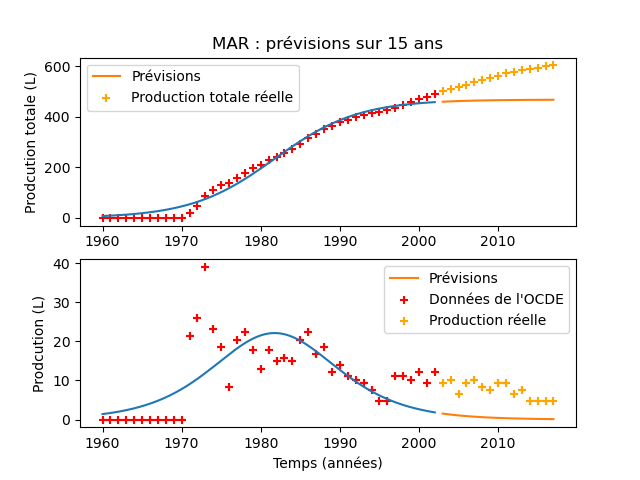 MAR : prévisions sur 15 ans
Prodcution totale (L)
600
400
200
0
Prévisions
Production totale réelle
1960
1970
1980
1990
2000
2010
Prodcution (L)
40
30
20
10
0
Prévisions
Données de l'OCDE
Production réelle
1960
1970
1980
1990
2000
2010
Temps (années)